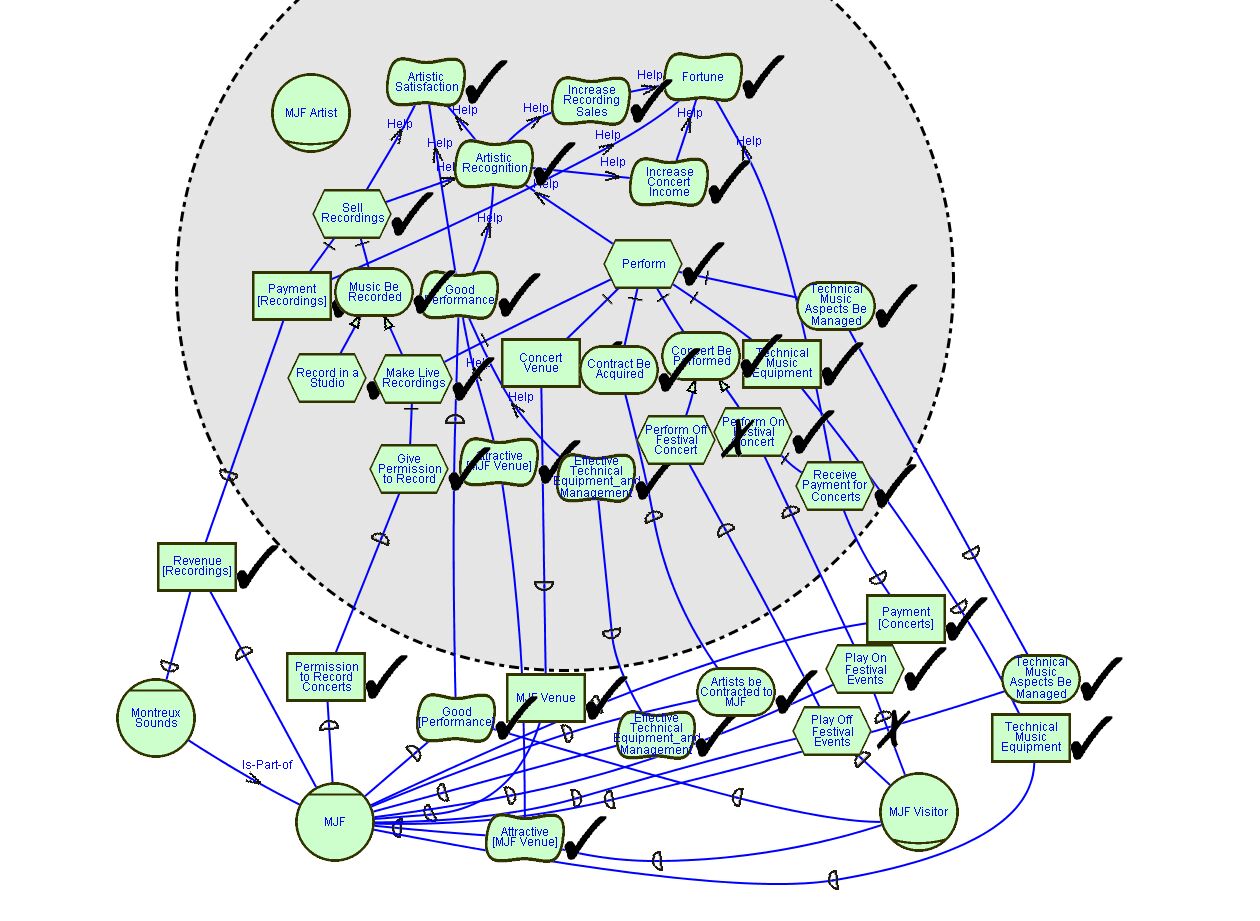 Artistic
Satisfaction
Help
Fortune
Increase
Recording
Sales
MJF Artist
Help
Help
Help
Help
Help
Help
Help
Artistic
Recognition
Help
Increase
Concert
Income
Help
Sell
Recordings
Help
Perform
Payment
[Recordings]
Music Be
Recorded
Good
Performance
Technical
Music
Aspects Be
Managed
Record in a
Studio
Make Live
Recordings
Help
Concert
Venue
Contract Be
Acquired
Concert Be
Performed
Technical
Music
Equipment
Help
Give
Permission
to Record
Attractive
[MJF Venue]
Effective
Technical
Equipment_and
Management
Perform Off
Festival
Concert
Perform On
Festival
Concert
Receive
Payment for
Concerts
Revenue
[Recordings]
Payment
[Concerts]
Permission
to Record
Concerts
Play On
Festival
Events
Technical
Music
Aspects Be
Managed
Montreux
Sounds
Good
[Performance]
MJF Venue
Artists be
Contracted to
MJF
Effective
Technical
Equipment_and
Management
Play Off
Festival
Events
Technical
Music
Equipment
Is-Part-of
MJF
Attractive
[MJF Venue]
MJF Visitor